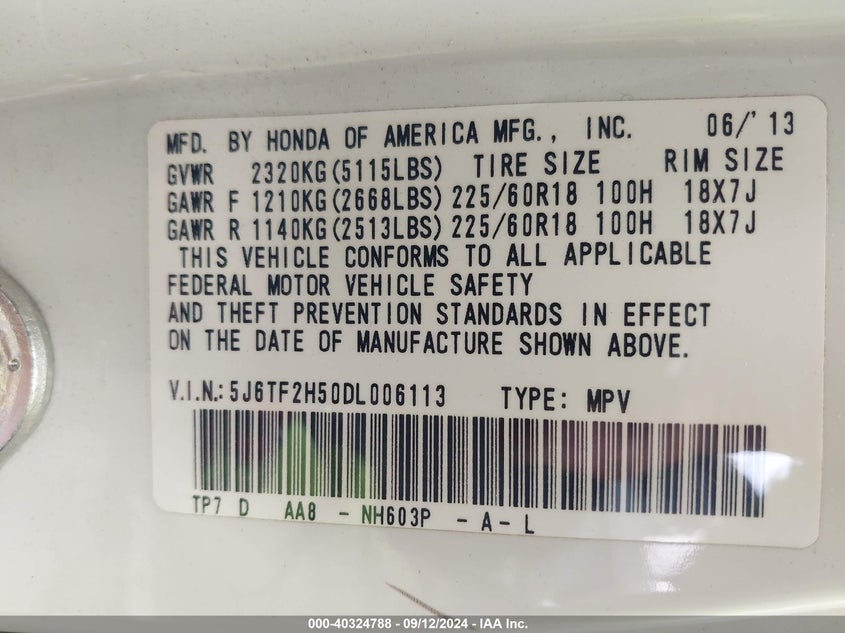 MFD. BY HONDA OF AMERICA MFG., INC. 06/'13
GVWR 2320KG(5115LBS) TIRE SIZE RIM SIZE
GAWR F 1210KG(2668LBS) 225/60R18 100H 18X7J
GAWR R 1140KG(2513LBS) 225/60R18 100H 18X7J
THIS VEHICLE CONFORMS TO ALL APPLICABLE
FEDERAL MOTOR VEHICLE SAFETY
AND THEFT PREVENTION STANDARDS IN EFFECT
ON THE DATE OF MANUFACTURE SHOWN ABOVE.
V.I.N.: 5J6TF2H50DL006113 TYPE: MPV
TP7 D AA8 - NH603P - A - L
000-40324788 - 09/12/2024 - IAA Inc.